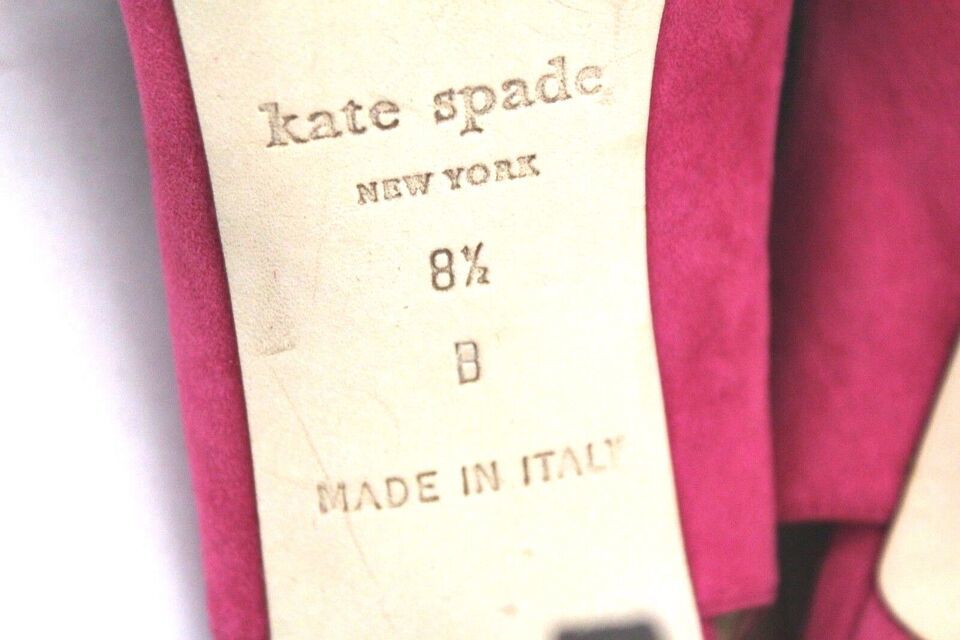 kate spade
NEW YORK
8½
B
MADE IN ITALY